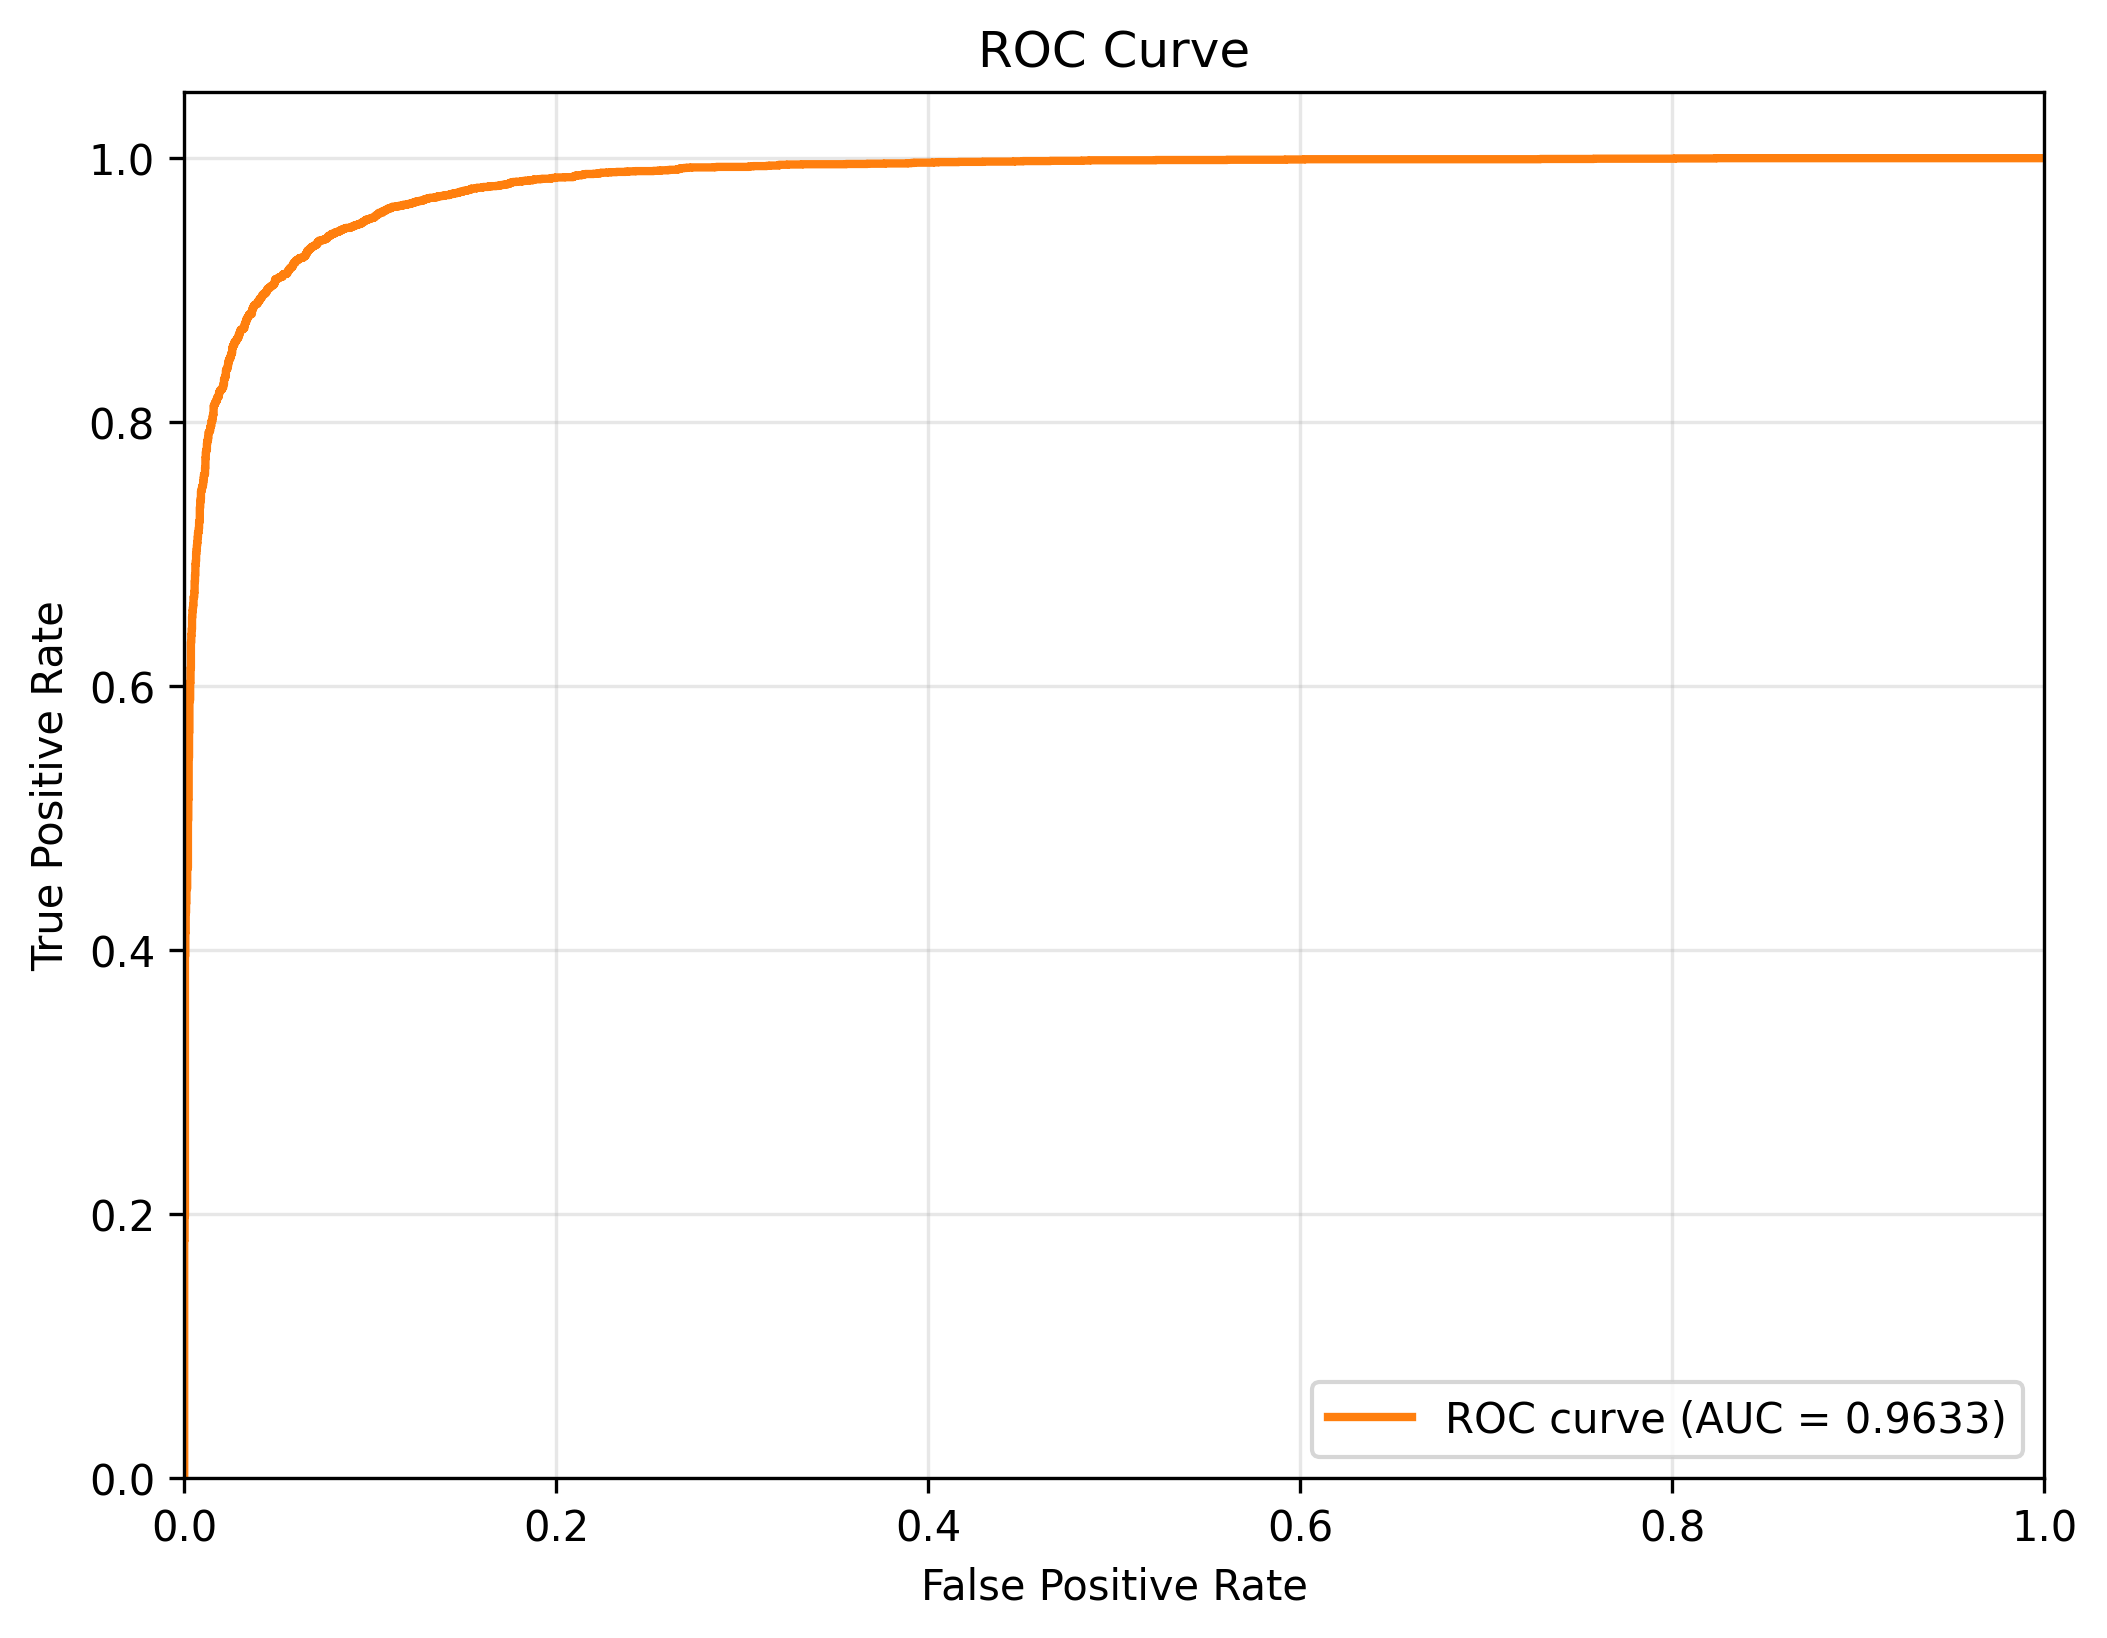 ROC Curve
1.0
0.8
0.6
0.4
0.2
0.0
True Positive Rate
ROC curve (AUC = 0.9633)
0.0 0.2 0.4 0.6 0.8 1.0
False Positive Rate